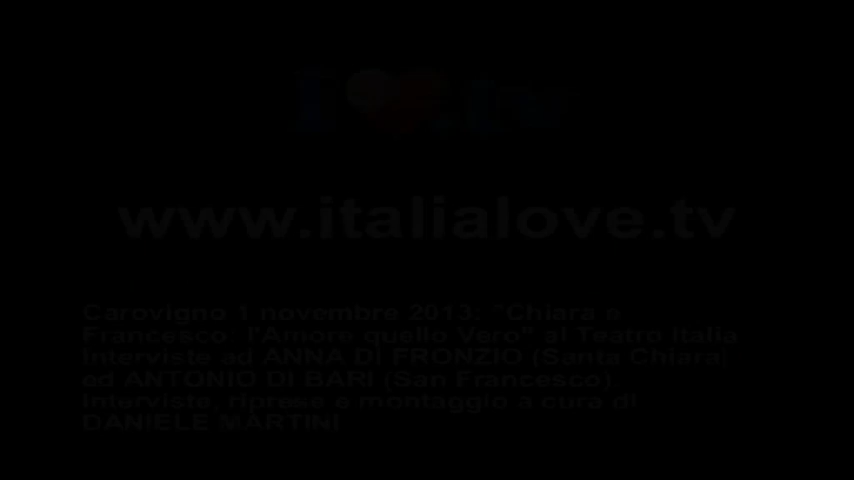 i .tv
www.italialove.tv
Carovigno 1 novembre 2013: "Chiara e
Francesco l'Amore quello Vero" al Teatro Italia
Interviste ad ANNA DI FRONZIO (Santa Chiara)
ed ANTONIO DI BARI (San Francesco)
Interviste, riprese e montaggio a cura di
DANIELE MARTINI